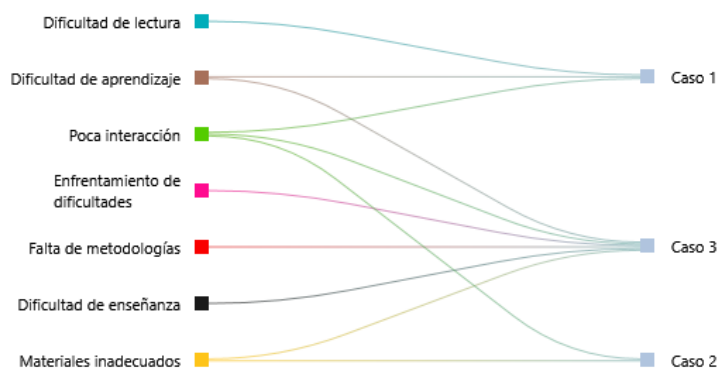 Dificultad de lectura
Dificultad de aprendizaje
Poca interacción
Enfrentamiento de
dificultades
Falta de metodologías
Dificultad de enseñanza
Materiales inadecuados
Caso 1
Caso 3
Caso 2